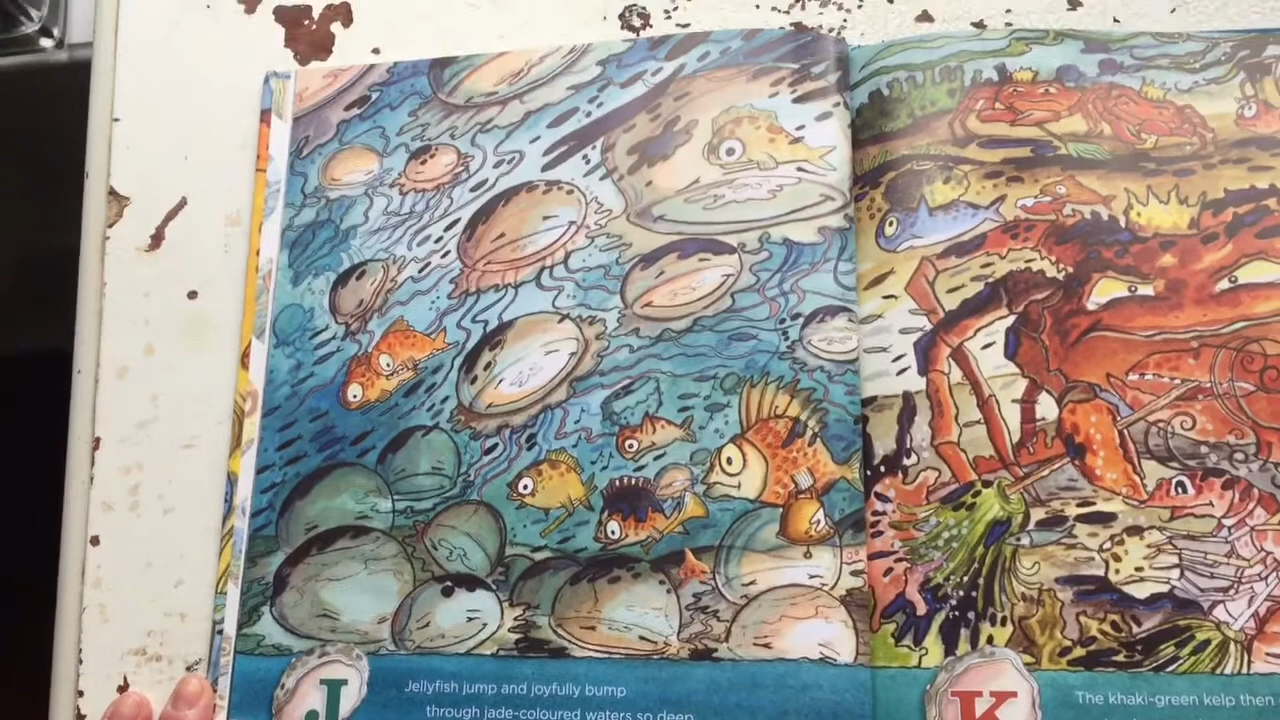 J
Jellyfish jump and joyfully bump
through jade-coloured waters so deep
K
The khaki-green kelp then